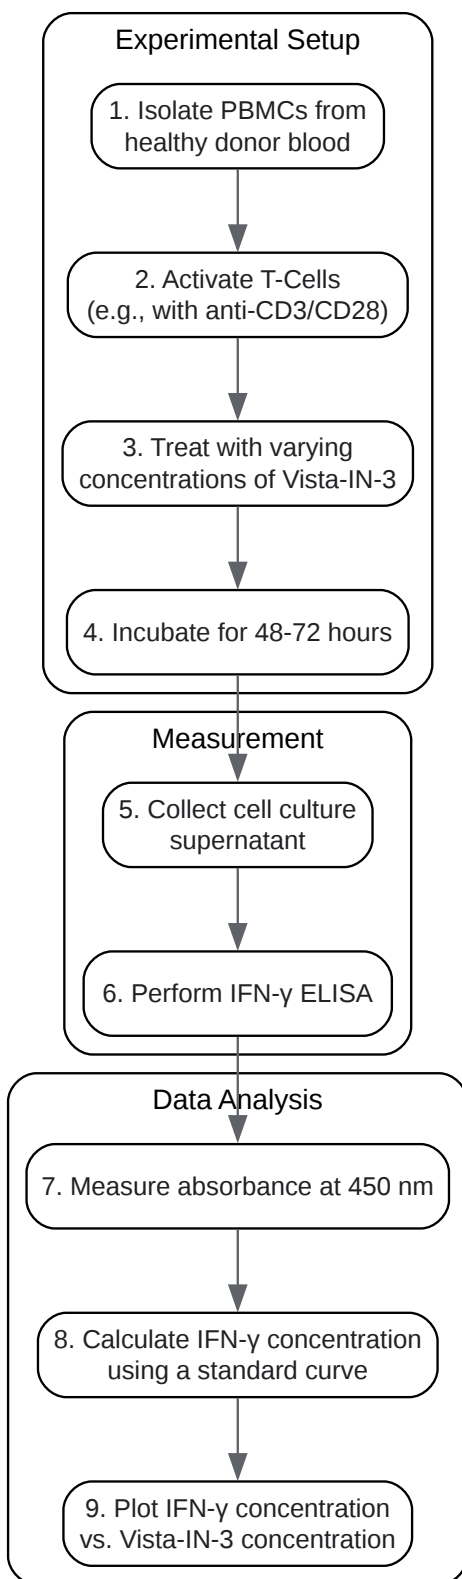 Experimental Setup
1. Isolate PBMCs from
healthy donor blood
2. Activate T-Cells
(e.g., with anti-CD3/CD28)
3. Treat with varying
concentrations of Vista-IN-3
4. Incubate for 48-72 hours
Measurement
5. Collect cell culture
supernatant
6. Perform IFN-γ ELISA
Data Analysis
7. Measure absorbance at 450 nm
8. Calculate IFN-γ concentration
using a standard curve
9. Plot IFN-γ concentration
vs. Vista-IN-3 concentration